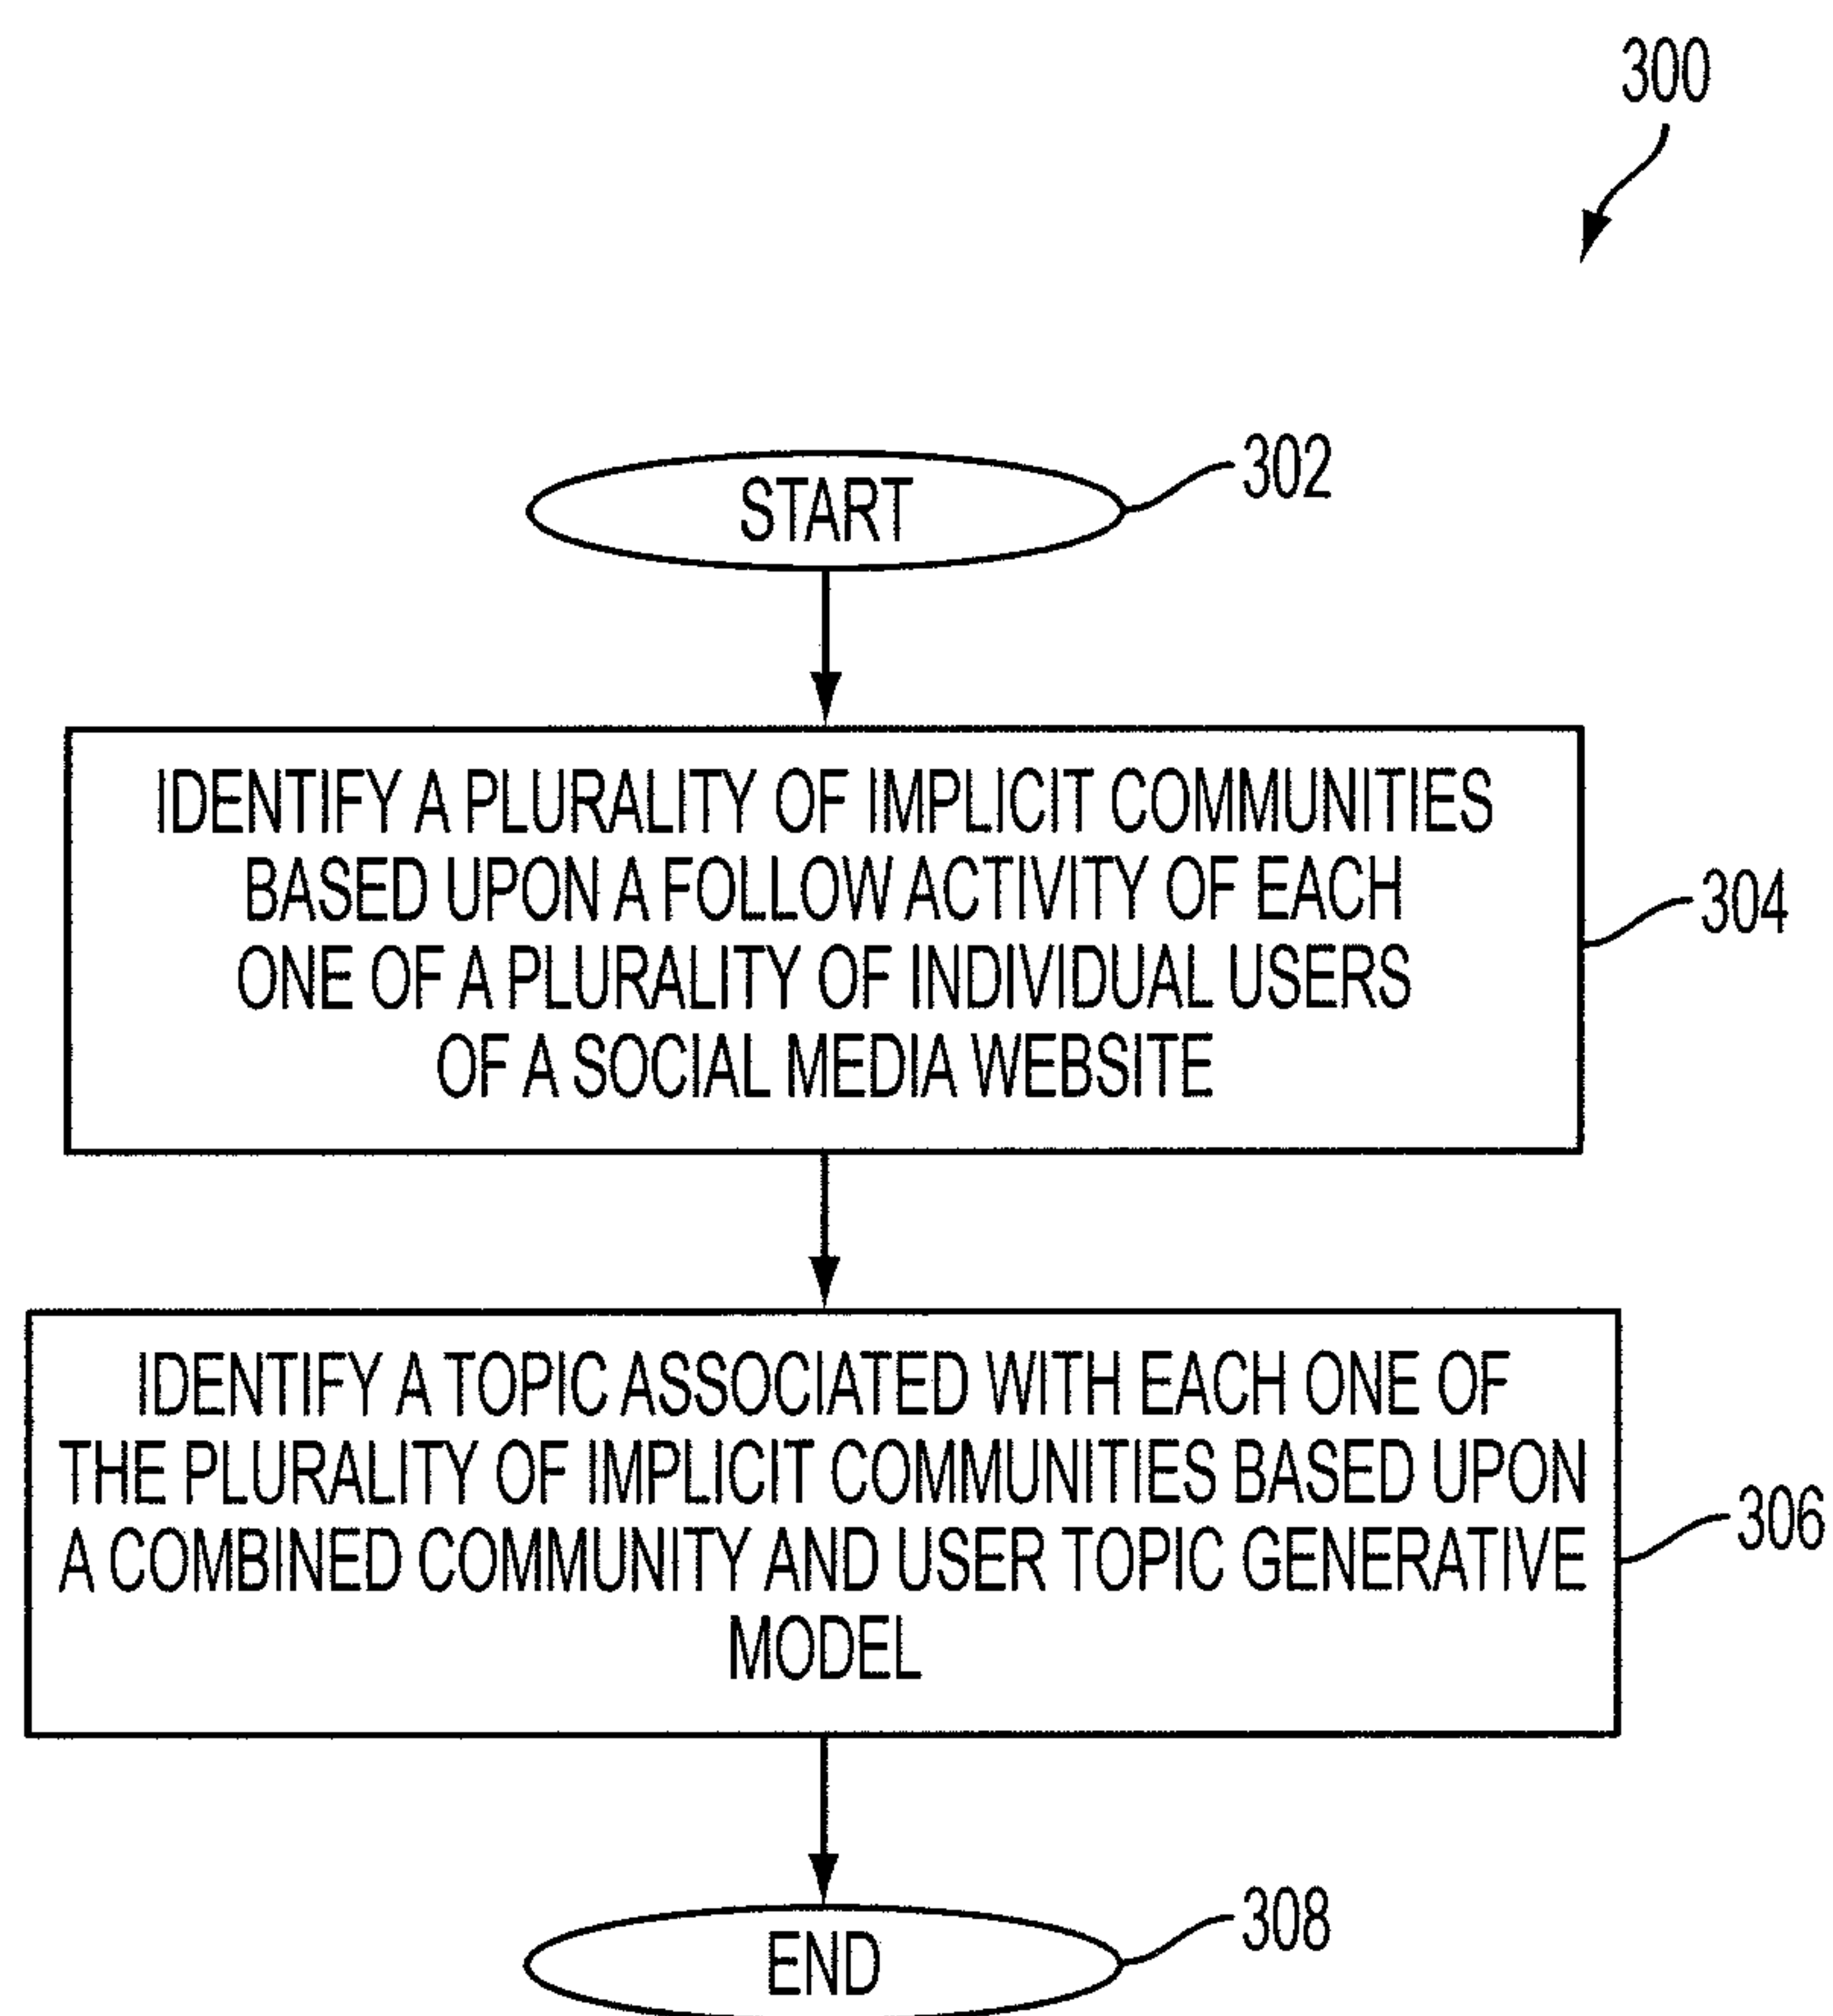 300
START
302
IDENTIFY A PLURALITY OF IMPLICIT COMMUNITIES
BASED UPON A FOLLOW ACTIVITY OF EACH
ONE OF A PLURALITY OF INDIVIDUAL USERS
OF A SOCIAL MEDIA WEBSITE
304
IDENTIFY A TOPIC ASSOCIATED WITH EACH ONE OF
THE PLURALITY OF IMPLICIT COMMUNITIES BASED UPON
A COMBINED COMMUNITY AND USER TOPIC GENERATIVE
MODEL
306
END
308